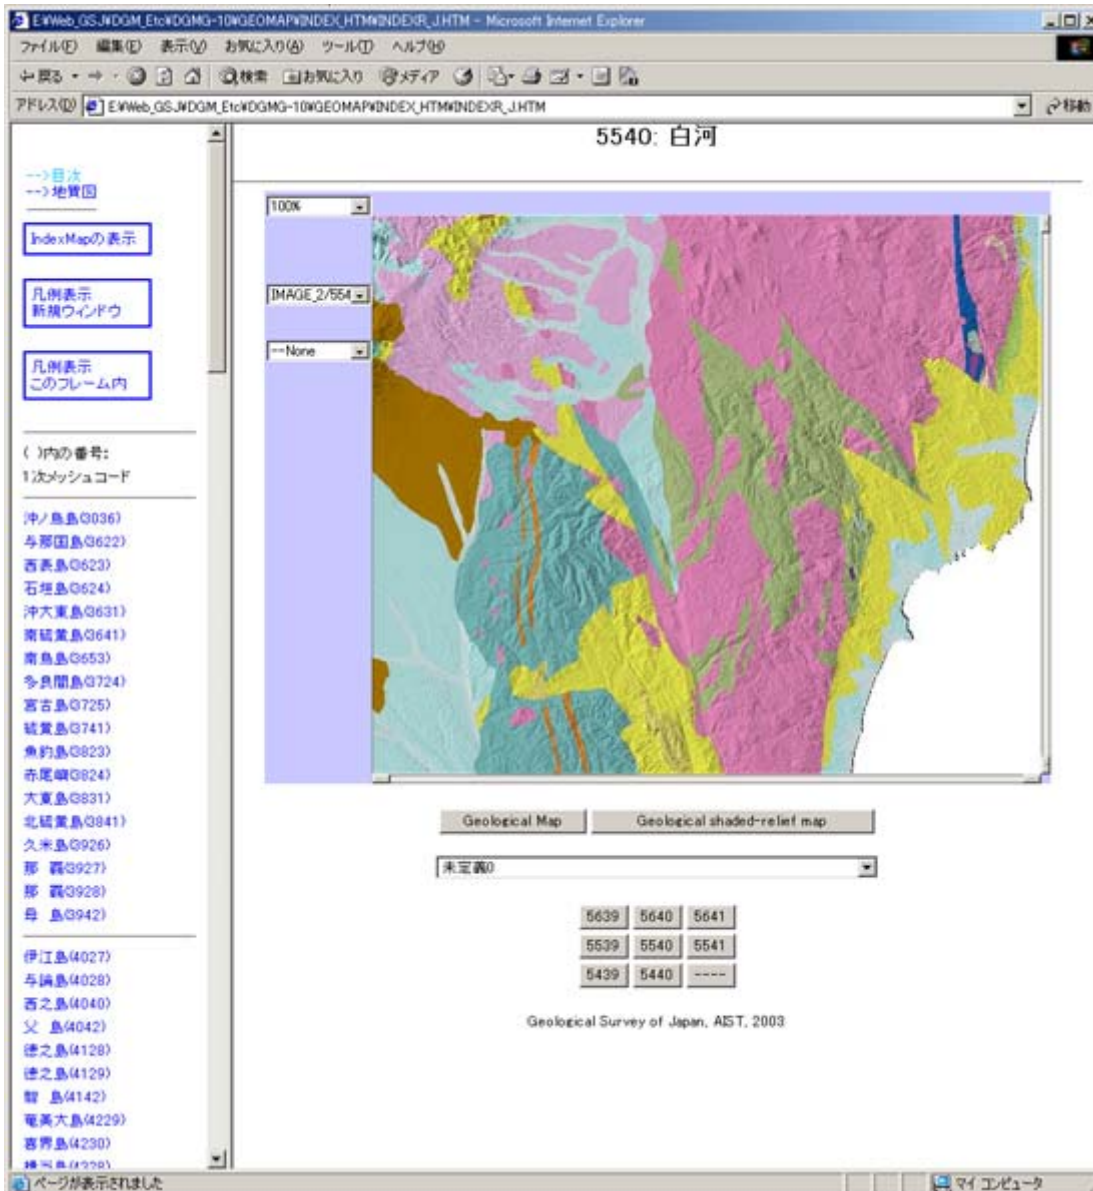 E:¥Web_GSJ¥DGM_Etc¥DGMG-10¥GEOMAP¥INDEX_HTM¥INDEXR_J.HTM - Microsoft Internet Explorer
ファイル(F) 編集(E) 表示(V) お気に入り(A) ツール(T) ヘルプ(H)
戻る 検索 お気に入り メディア
アドレス(D) E:¥Web_GSJ¥DGM_Etc¥DGMG-10¥GEOMAP¥INDEX_HTM¥INDEXR_J.HTM 移動
-->目次
-->地質図
IndexMapの表示
凡例表示
新規ウィンドウ
凡例表示
このフレーム内
( )内の番号:
1次メッシュコード
沖ノ鳥島(3036)
与那国島(3622)
西表島(3623)
石垣島(3624)
沖大東島(3631)
南硫黄島(3641)
南鳥島(3653)
多良間島(3724)
宮古島(3725)
硫黄島(3741)
魚釣島(3823)
赤尾嶼(3824)
大東島(3831)
北硫黄島(3841)
久米島(3926)
那 覇(3927)
那 覇(3928)
母 島(3942)
伊江島(4027)
与論島(4028)
西之島(4040)
父 島(4042)
徳之島(4128)
徳之島(4129)
聟 島(4142)
奄美大島(4229)
喜界島(4230)
横当島(4329)
5540: 白河
100%
IMAGE_2/554
--None
Geological Map Geological shaded-relief map
未定義0
5639 5640 5641
5539 5540 5541
5439 5440 ----
Geological Survey of Japan, AIST, 2003
ページが表示されました マイ コンピュータ